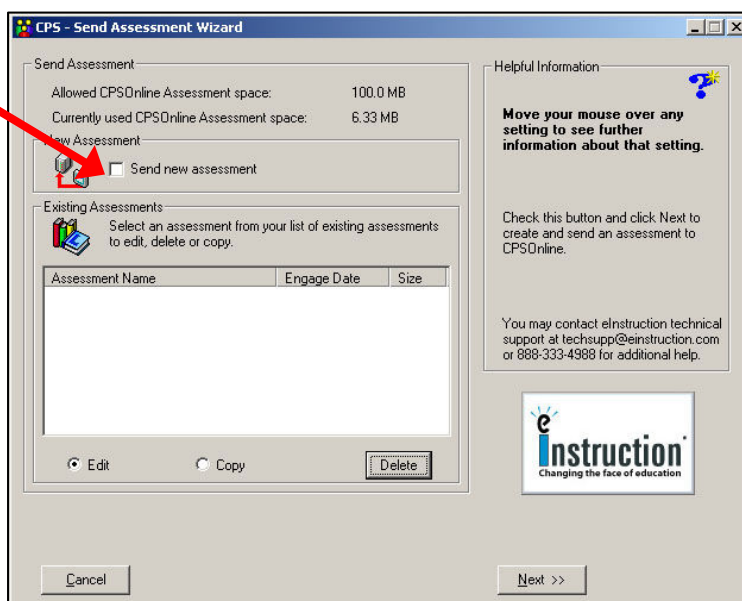 CPS - Send Assessment Wizard
Send Assessment
Allowed CPSOnline Assessment space: 100.0 MB
Currently used CPSOnline Assessment space: 6.33 MB
New Assessment
Send new assessment
Existing Assessments
Select an assessment from your list of existing assessments
to edit, delete or copy.
Assessment Name Engage Date Size
Edit Copy Delete
Cancel
Helpful Information
Move your mouse over any
setting to see further
information about that setting.
Check this button and click Next to
create and send an assessment to
CPSOnline.
You may contact eInstruction technical
support at techsupp@einstruction.com
or 888-333-4988 for additional help.
eInstruction
Changing the face of education
Next >>